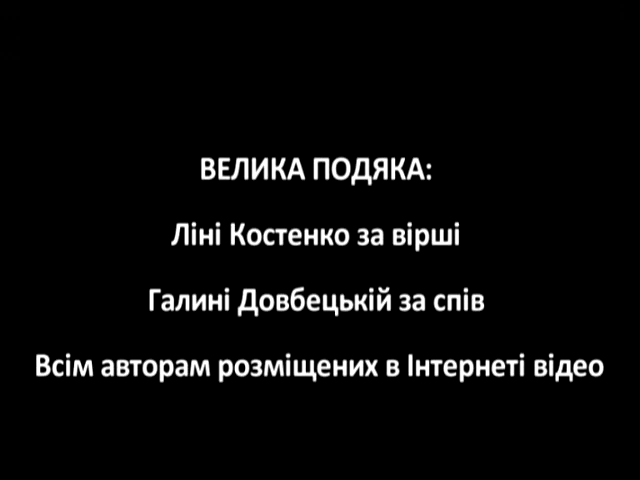 ВЕЛИКА ПОДЯКА:
Ліні Костенко за вірші
Галині Довбецькій за спів
Всім авторам розміщених в Інтернеті відео